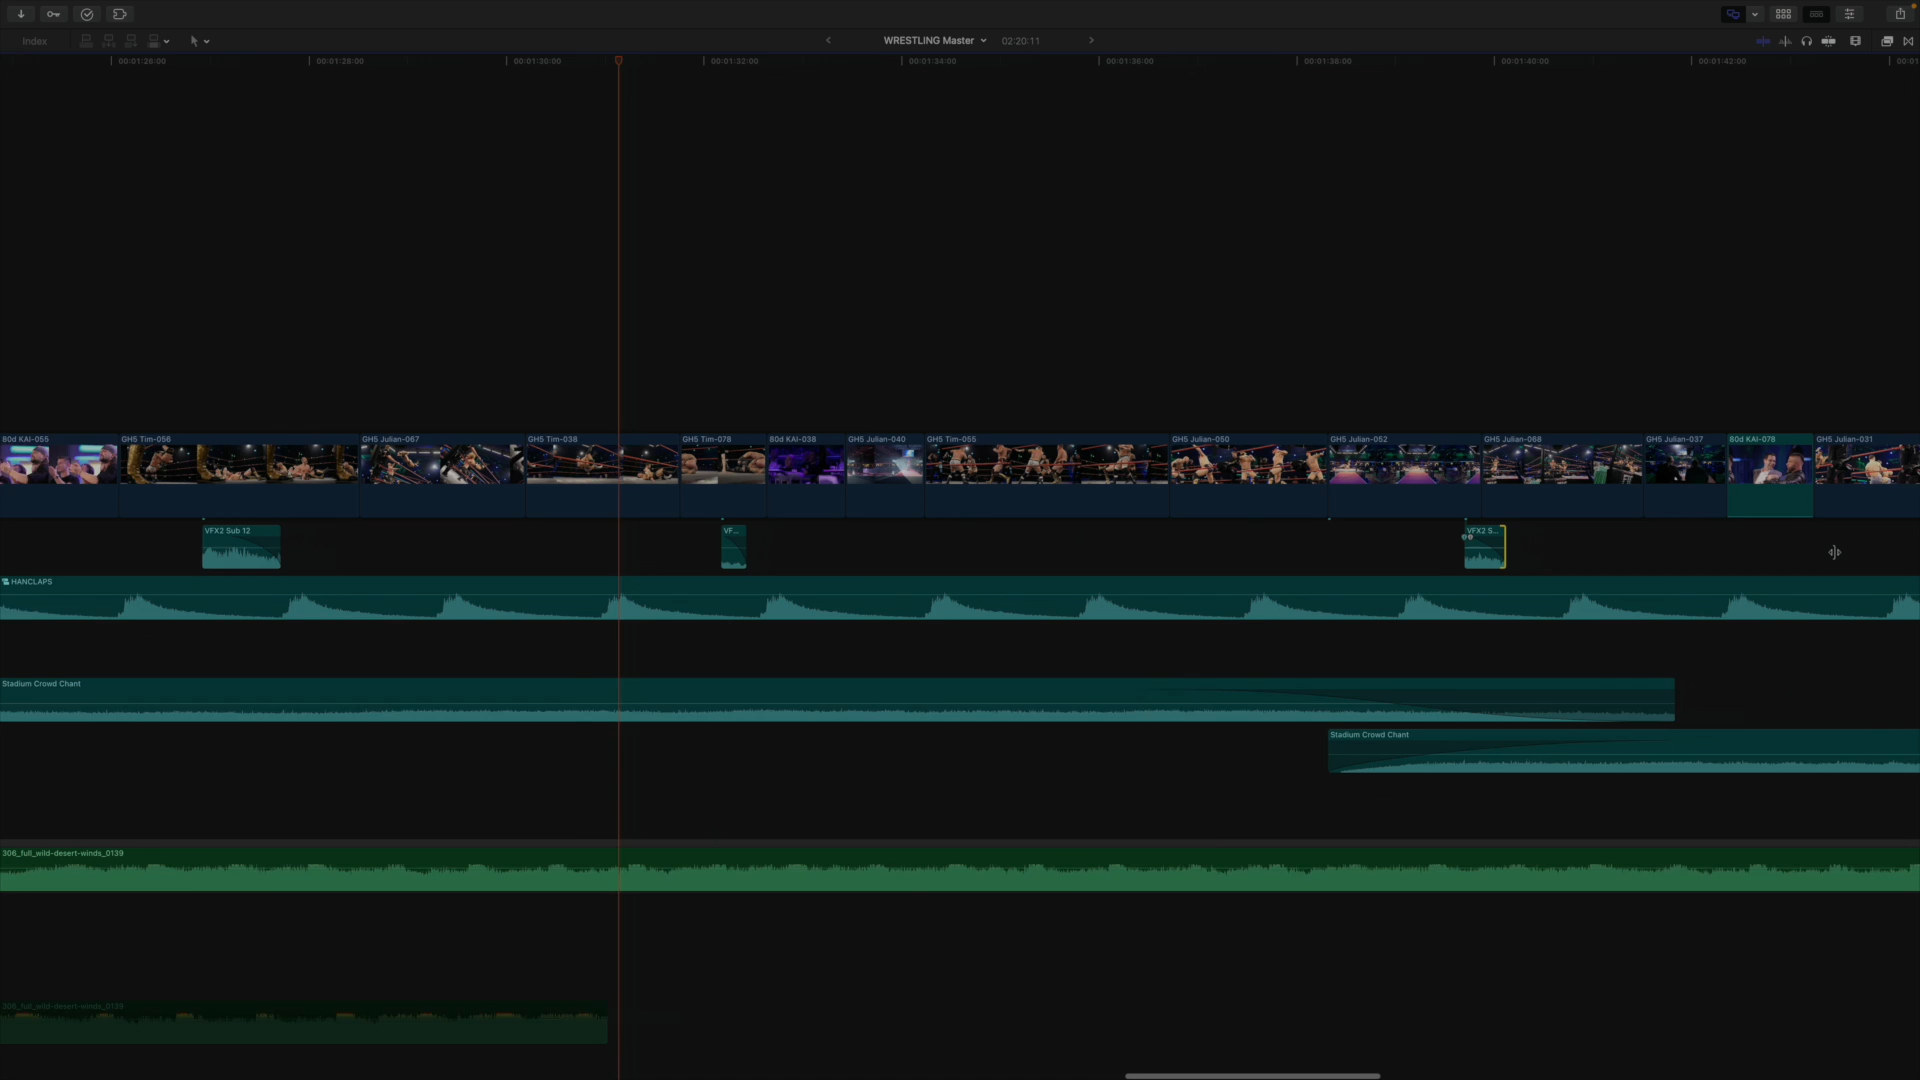 Index
WRESTLING Master
02:20:11
00:01:26:00
00:01:28:00
00:01:30:00
00:01:32:00
00:01:34:00
00:01:36:00
00:01:38:00
00:01:40:00
00:01:42:00
00:01
80d KAI-055
GH5 Tim-056
GH5 Julian-067
GH5 Tim-038
GH5 Tim-078
80d KAI-038
GH5 Julian-040
GH5 Tim-055
GH5 Julian-050
GH5 Julian-052
GH5 Julian-068
GH5 Julian-037
80d KAI-078
GH5 Julian-031
VFX2 Sub 12
VF...
VFX2 S...
HANCLAPS
Stadium Crowd Chant
Stadium Crowd Chant
306_full_wild-desert-winds_0139
306_full_wild-desert-winds_0139